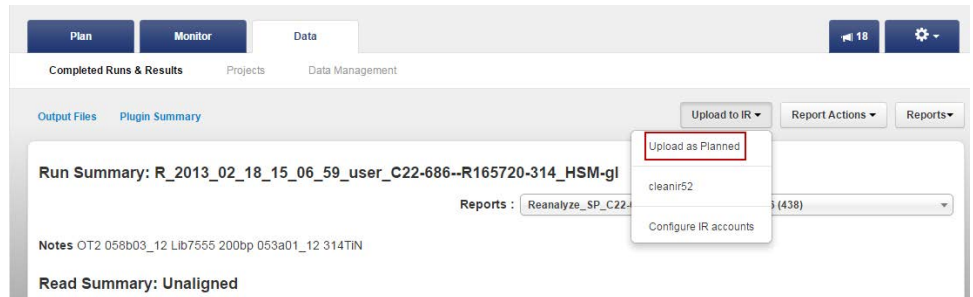 Plan Monitor Data 18
Completed Runs & Results Projects Data Management
Output Files Plugin Summary Upload to IR Report Actions Reports
Upload as Planned
Run Summary: R_2013_02_18_15_06_59_user_C22-686--R165720-314_HSM-gl
cleanir52
Reports : Reanalyze_SP_C22- (438)
Configure IR accounts
Notes OT2 058b03_12 Lib7555 200bp 053a01_12 314TiN
Read Summary: Unaligned